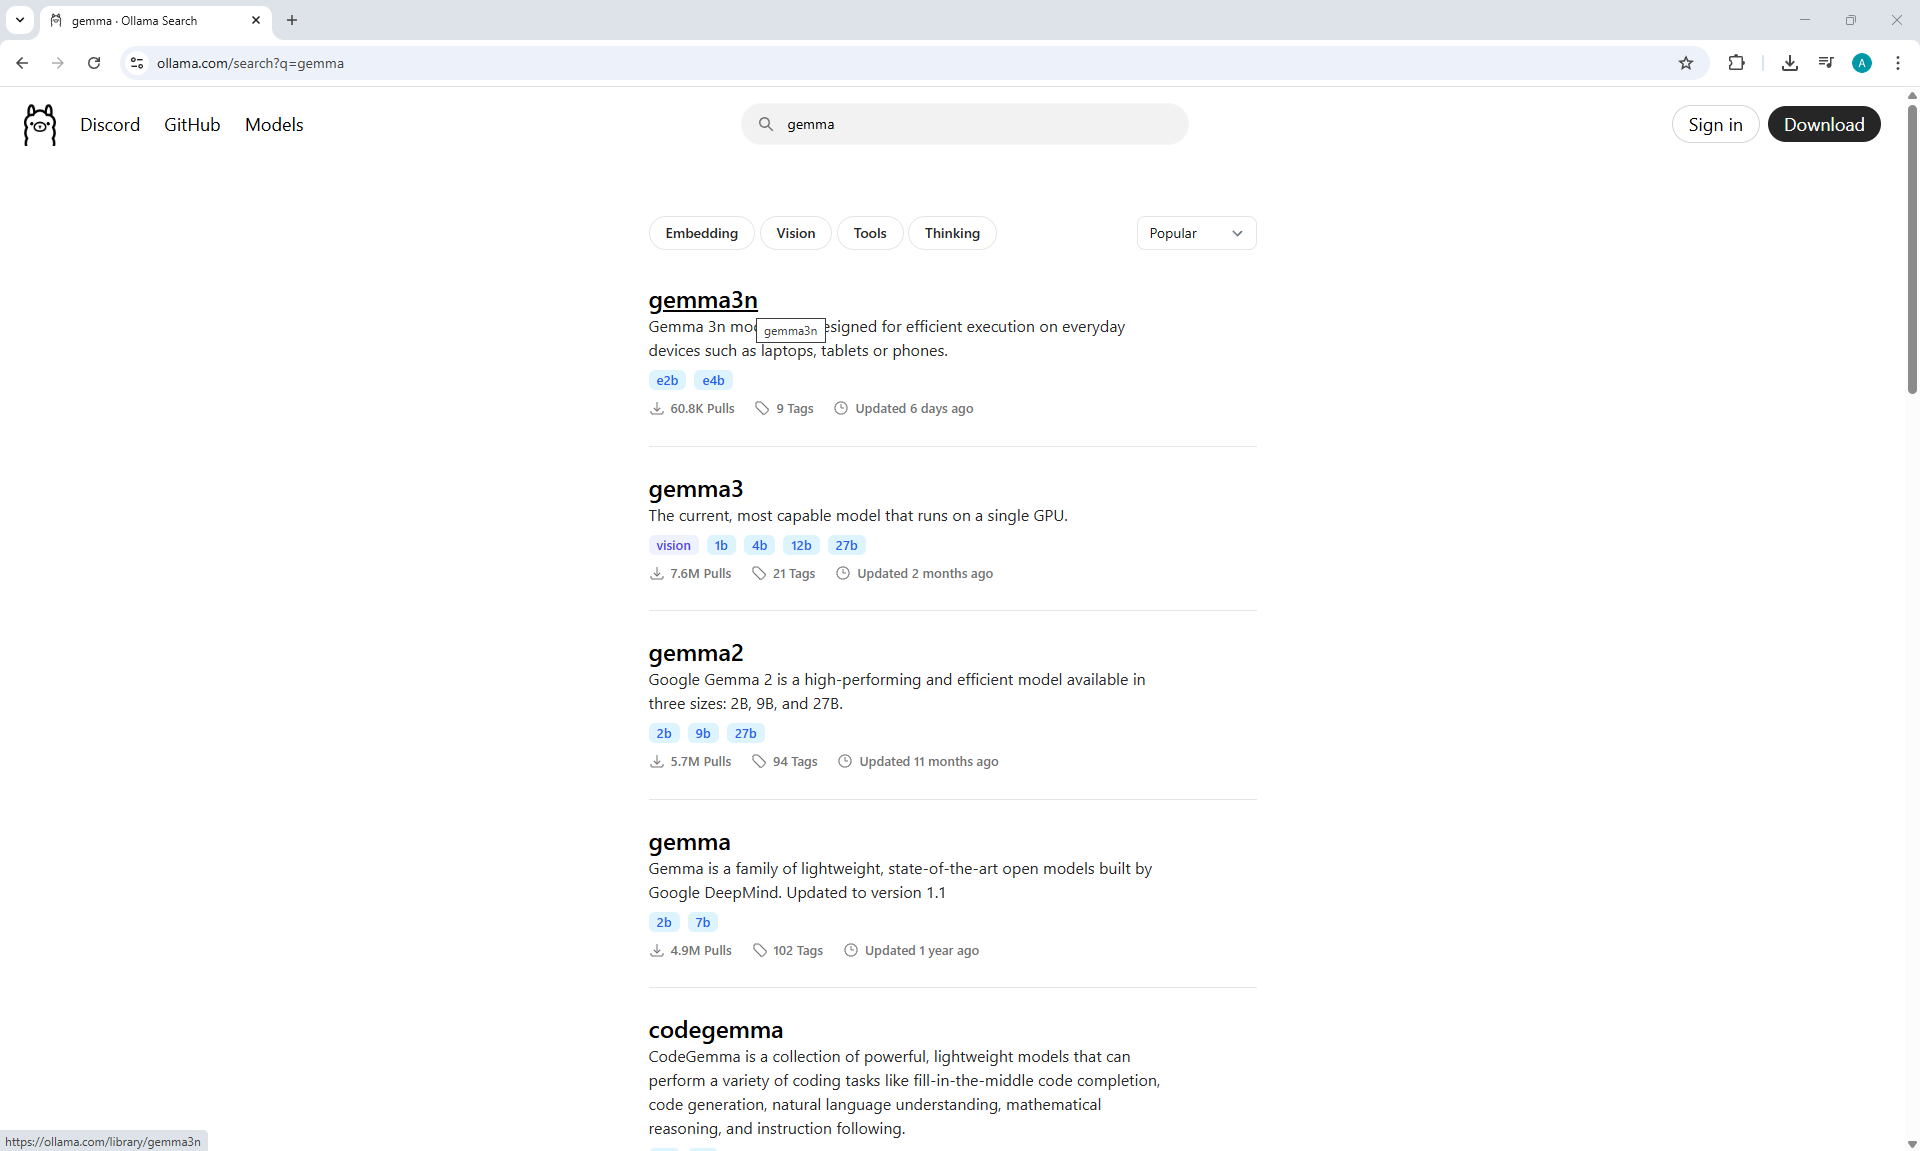 gemma · Ollama Search
ollama.com/search?q=gemma
A
Discord GitHub Models
gemma
Sign in Download
Embedding Vision Tools Thinking Popular
gemma3n
Gemma 3n designed for efficient execution on everyday
gemma3n
devices such as laptops, tablets or phones.
e2b e4b
60.8K Pulls 9 Tags Updated 6 days ago
gemma3
The current, most capable model that runs on a single GPU.
vision 1b 4b 12b 27b
7.6M Pulls 21 Tags Updated 2 months ago
gemma2
Google Gemma 2 is a high-performing and efficient model available in
three sizes: 2B, 9B, and 27B.
2b 9b 27b
5.7M Pulls 94 Tags Updated 11 months ago
gemma
Gemma is a family of lightweight, state-of-the-art open models built by
Google DeepMind. Updated to version 1.1
2b 7b
4.9M Pulls 102 Tags Updated 1 year ago
codegemma
CodeGemma is a collection of powerful, lightweight models that can
perform a variety of coding tasks like fill-in-the-middle code completion,
code generation, natural language understanding, mathematical
reasoning, and instruction following.
https://ollama.com/library/gemma3n